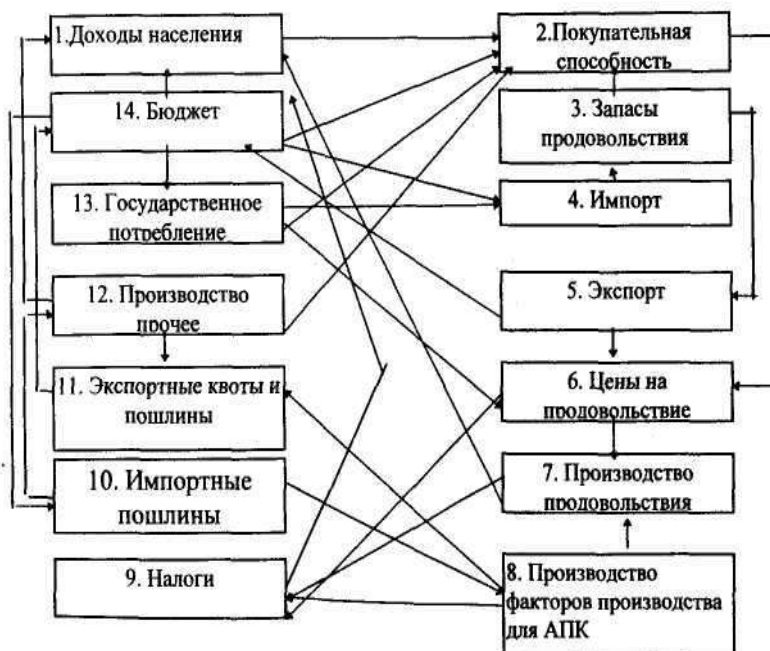 1.Доходы населения
2.Покупательная
способность
14. Бюджет
3. Запасы
продовольствия
13. Государственное
потребление
4. Импорт
12. Производство
прочее
5. Экспорт
11. Экспортные квоты и
пошлины
6. Цены на
продовольствие
10. Импортные
пошлины
7. Производство
продовольствия
9. Налоги
8. Производство
факторов производства
для АПК